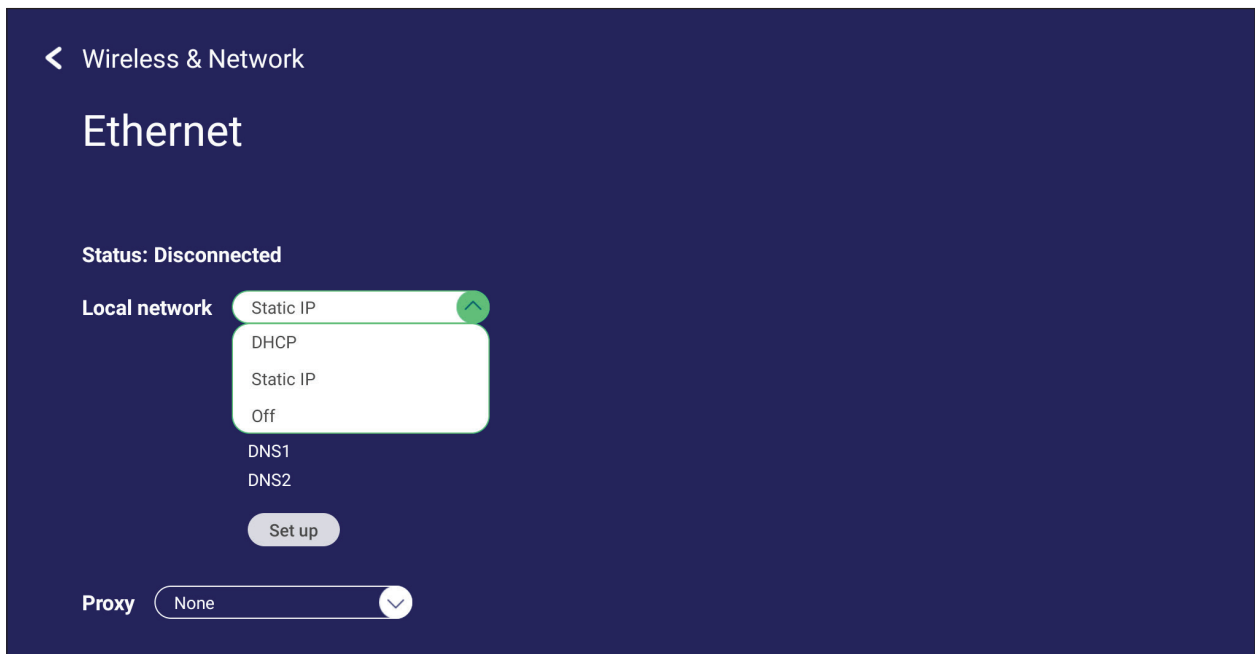 Wireless & Network
Ethernet
Status: Disconnected
Local network Static IP
DHCP
Static IP
Off
DNS1
DNS2
Set up
Proxy None